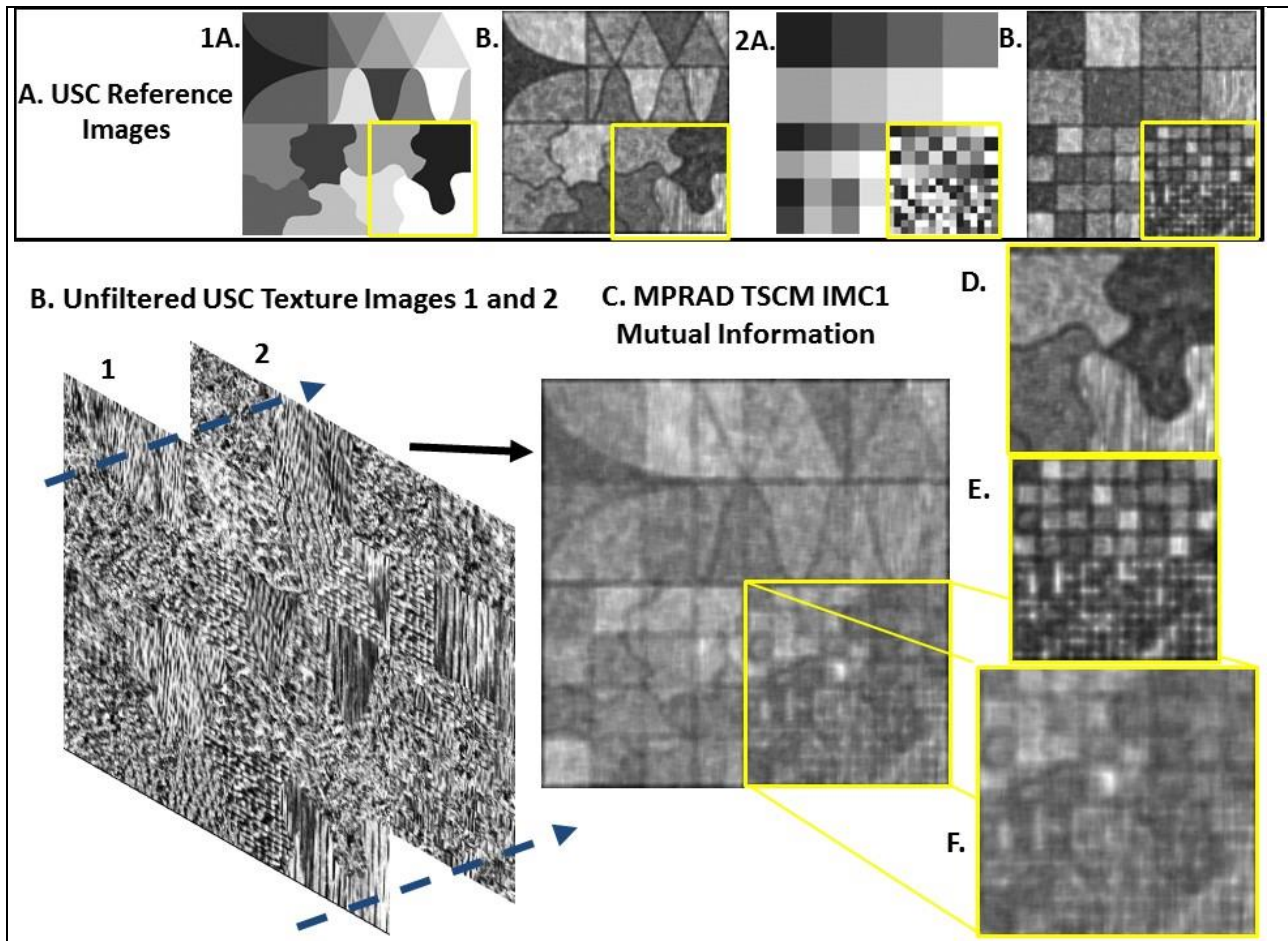 1A.
B.
2A.
B.
A. USC Reference
Images
B. Unfiltered USC Texture Images 1 and 2
1
2
C. MPRAD TSCM IMC1
Mutual Information
D.
E.
F.